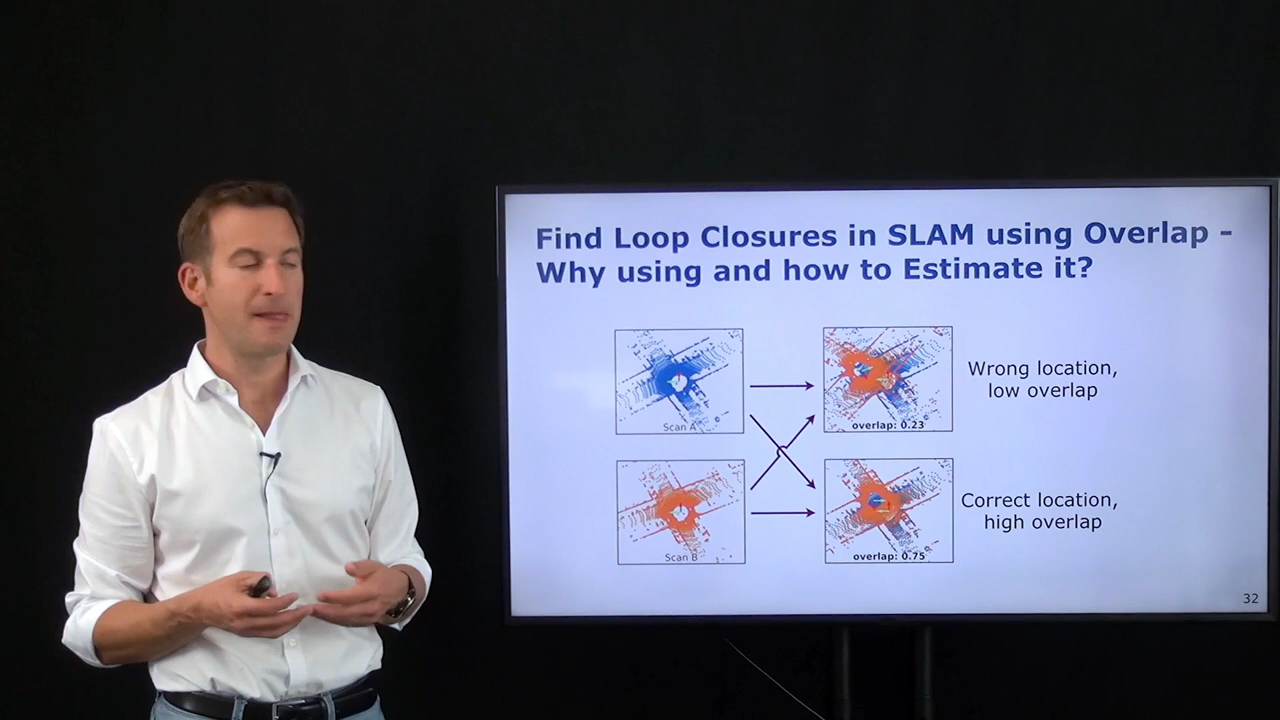 Find Loop Closures in SLAM using Overlap -
Why using and how to Estimate it?
Scan A
overlap: 0.23
Wrong location,
low overlap
Scan B
overlap: 0.75
Correct location,
high overlap
32